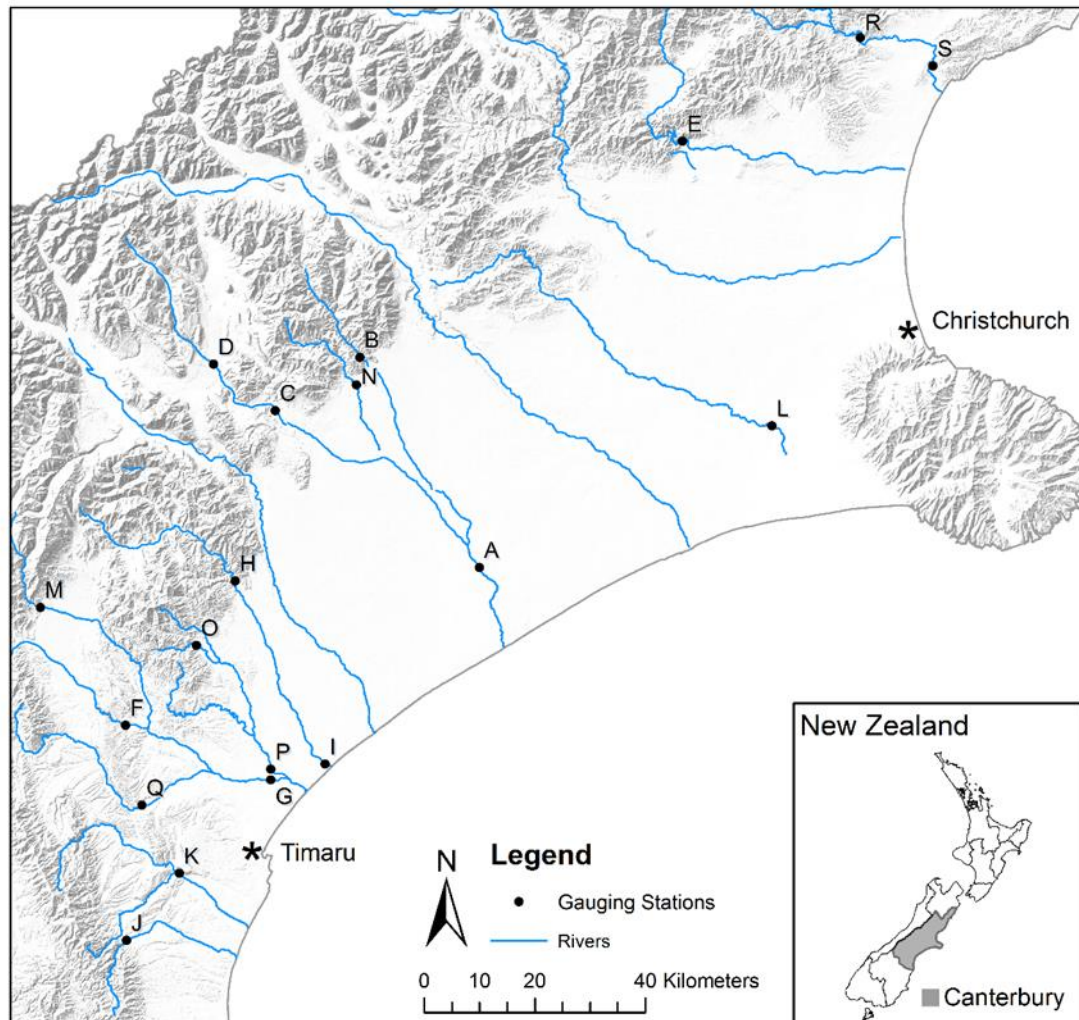 R
S
E
Christchurch
D
B
N
C
L
A
H
M
O
F
P
I
G
Q
Timaru
K
J
N
Legend
Gauging Stations
Rivers
0 10 20 40 Kilometers
New Zealand
Canterbury